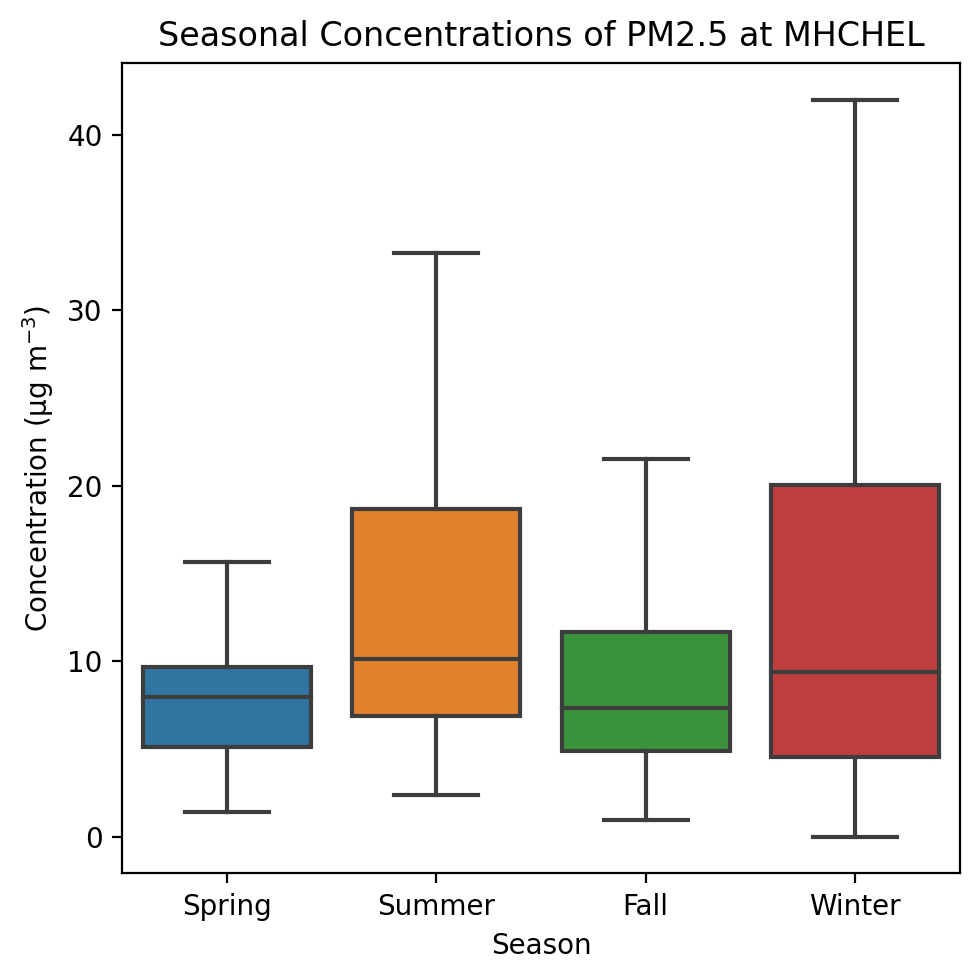 Seasonal Concentrations of PM2.5 at MHCHEL
Concentration (µg m⁻³)
40
30
20
10
0
Spring Summer Fall Winter
Season